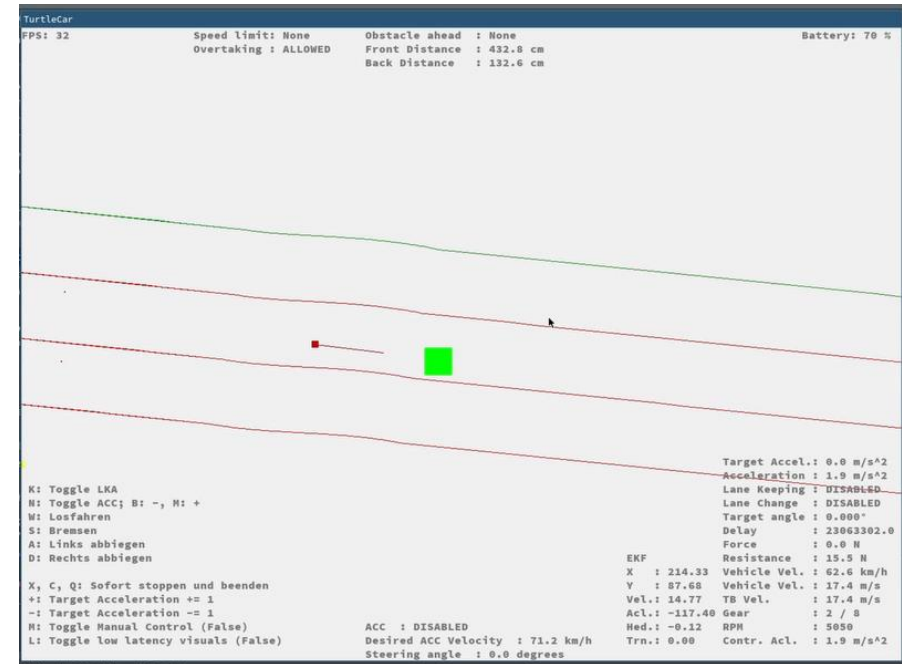 TurtleCar
FPS: 32
Speed limit: None
Overtaking : ALLOWED
Obstacle ahead : None
Front Distance : 432.8 cm
Back Distance : 132.6 cm
Battery: 70 %
K: Toggle LKA
N: Toggle ACC; B: -, M: +
W: Losfahren
S: Bremsen
A: Links abbiegen
D: Rechts abbiegen
X, C, Q: Sofort stoppen und beenden
+: Target Acceleration += 1
-: Target Acceleration -= 1
M: Toggle Manual Control (False)
L: Toggle low latency visuals (False)
ACC : DISABLED
Desired ACC Velocity : 71.2 km/h
Steering angle : 0.0 degrees
EKF
X : 214.33
Y : 87.68
Vel.: 14.77
Acl.: -117.40
Hed.: -0.12
Trn.: 0.00
Target Accel.: 0.0 m/s^2
Acceleration : 1.9 m/s^2
Lane Keeping : DISABLED
Lane Change : DISABLED
Target angle : 0.000°
Delay : 23063302.0
Force : 0.0 N
Resistance : 15.5 N
Vehicle Vel. : 62.6 km/h
Vehicle Vel. : 17.4 m/s
TB Vel. : 17.4 m/s
Gear : 2 / 8
RPM : 5050
Contr. Acl. : 1.9 m/s^2